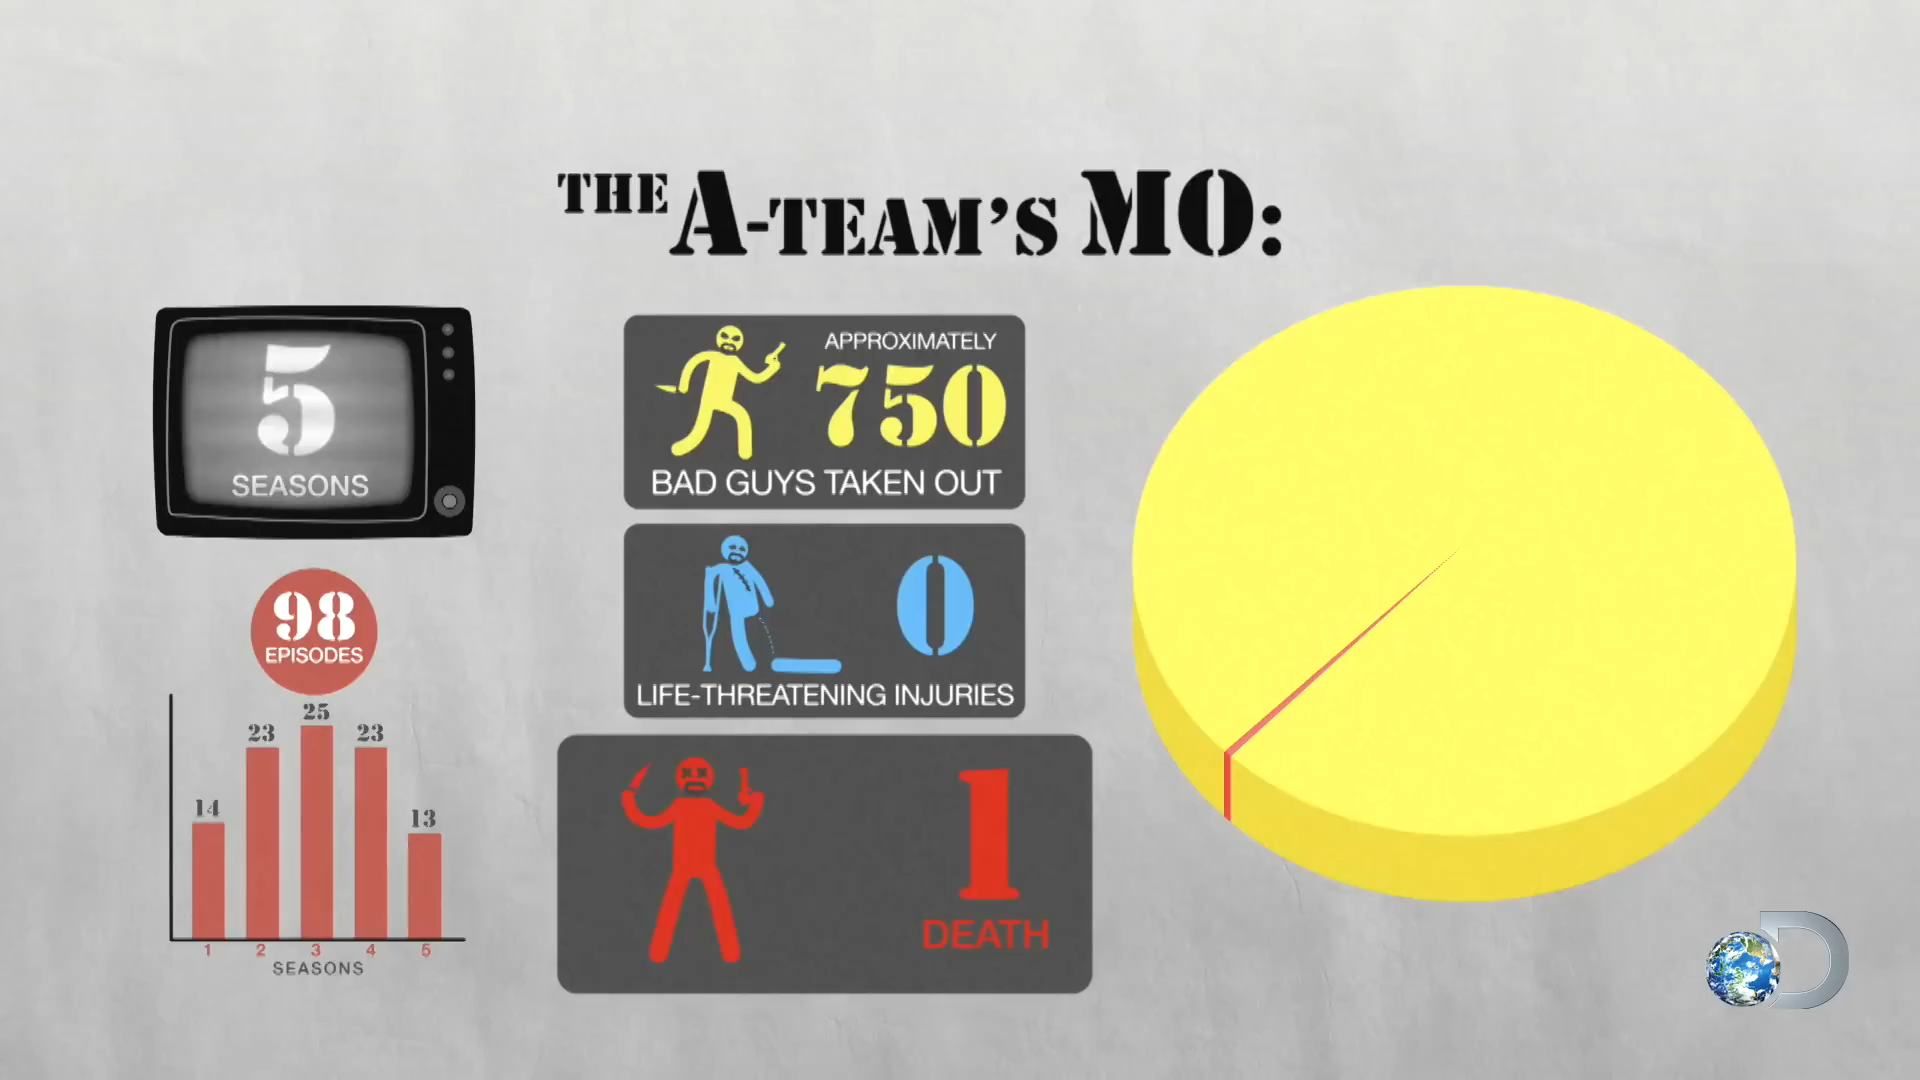 THE A-TEAM'S MO:
5
SEASONS
98
EPISODES
14
23
25
23
13
1 2 3 4 5
SEASONS
APPROXIMATELY
750
BAD GUYS TAKEN OUT
0
LIFE-THREATENING INJURIES
1
DEATH
D